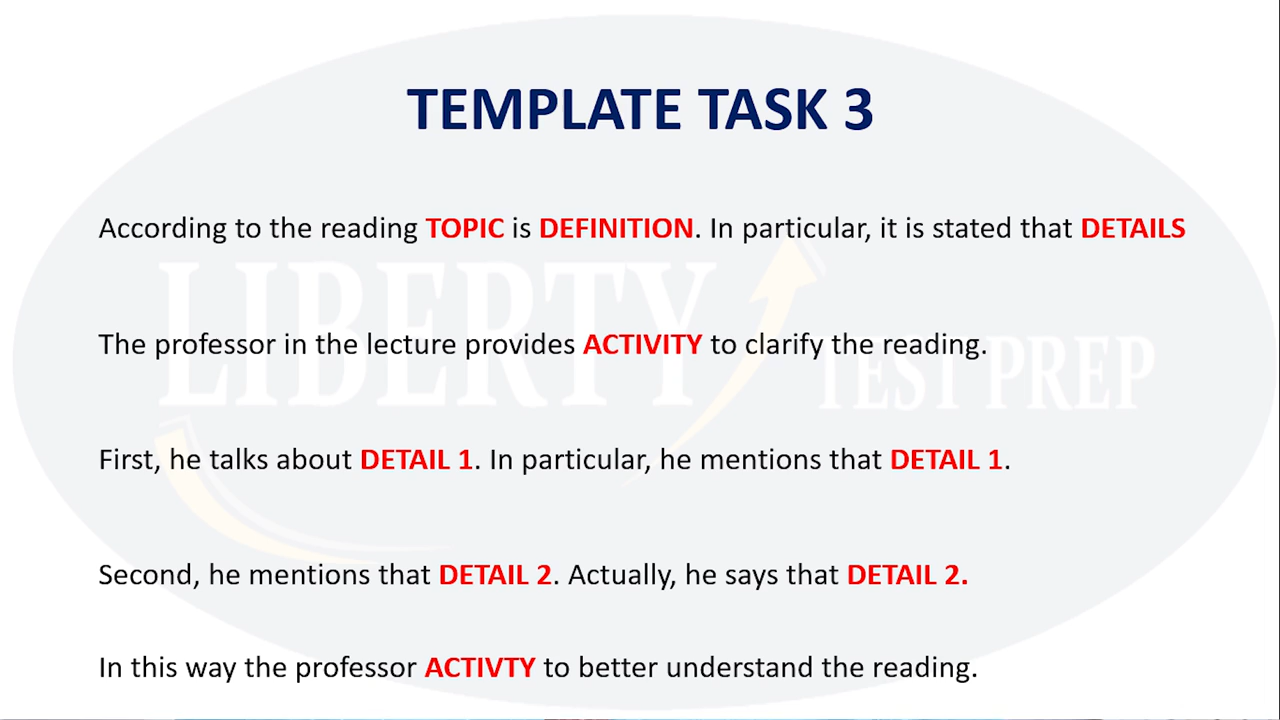 TEMPLATE TASK 3
According to the reading TOPIC is DEFINITION. In particular, it is stated that DETAILS
The professor in the lecture provides ACTIVITY to clarify the reading.
LIBERTY TEST PREP
First, he talks about DETAIL 1. In particular, he mentions that DETAIL 1.
Second, he mentions that DETAIL 2. Actually, he says that DETAIL 2.
In this way the professor ACTIVTY to better understand the reading.